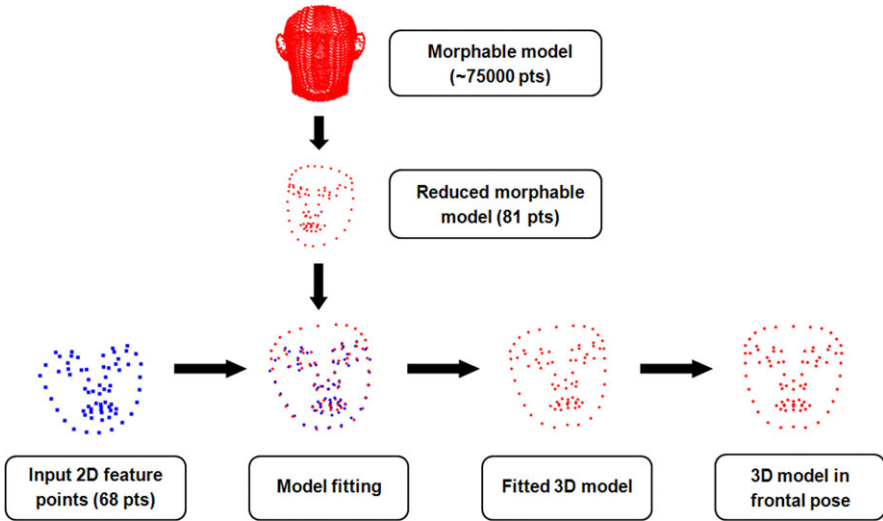 Morphable model
(~75000 pts)
Reduced morphable
model (81 pts)
Input 2D feature
points (68 pts)
Model fitting
Fitted 3D model
3D model in
frontal pose